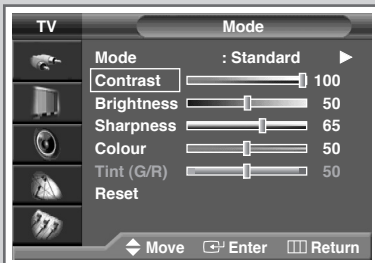 TV Mode
Mode : Standard
Contrast 100
Brightness 50
Sharpness 65
Colour 50
Tint (G/R) 50
Reset
Move Enter Return